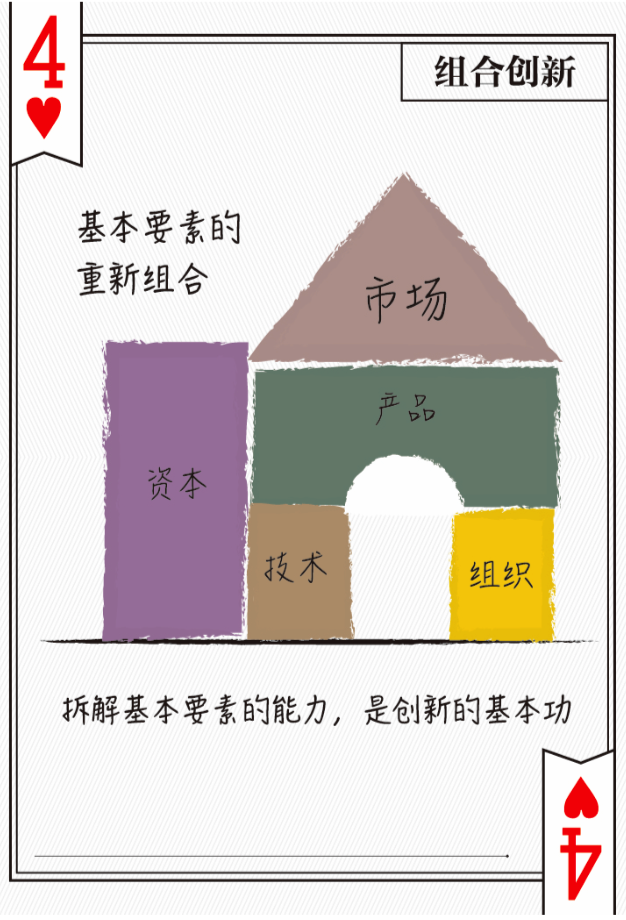 4
组合创新
基本要素的
重新组合
市场
产品
资本
技术
组织
拆解基本要素的能力，是创新的基本功
4